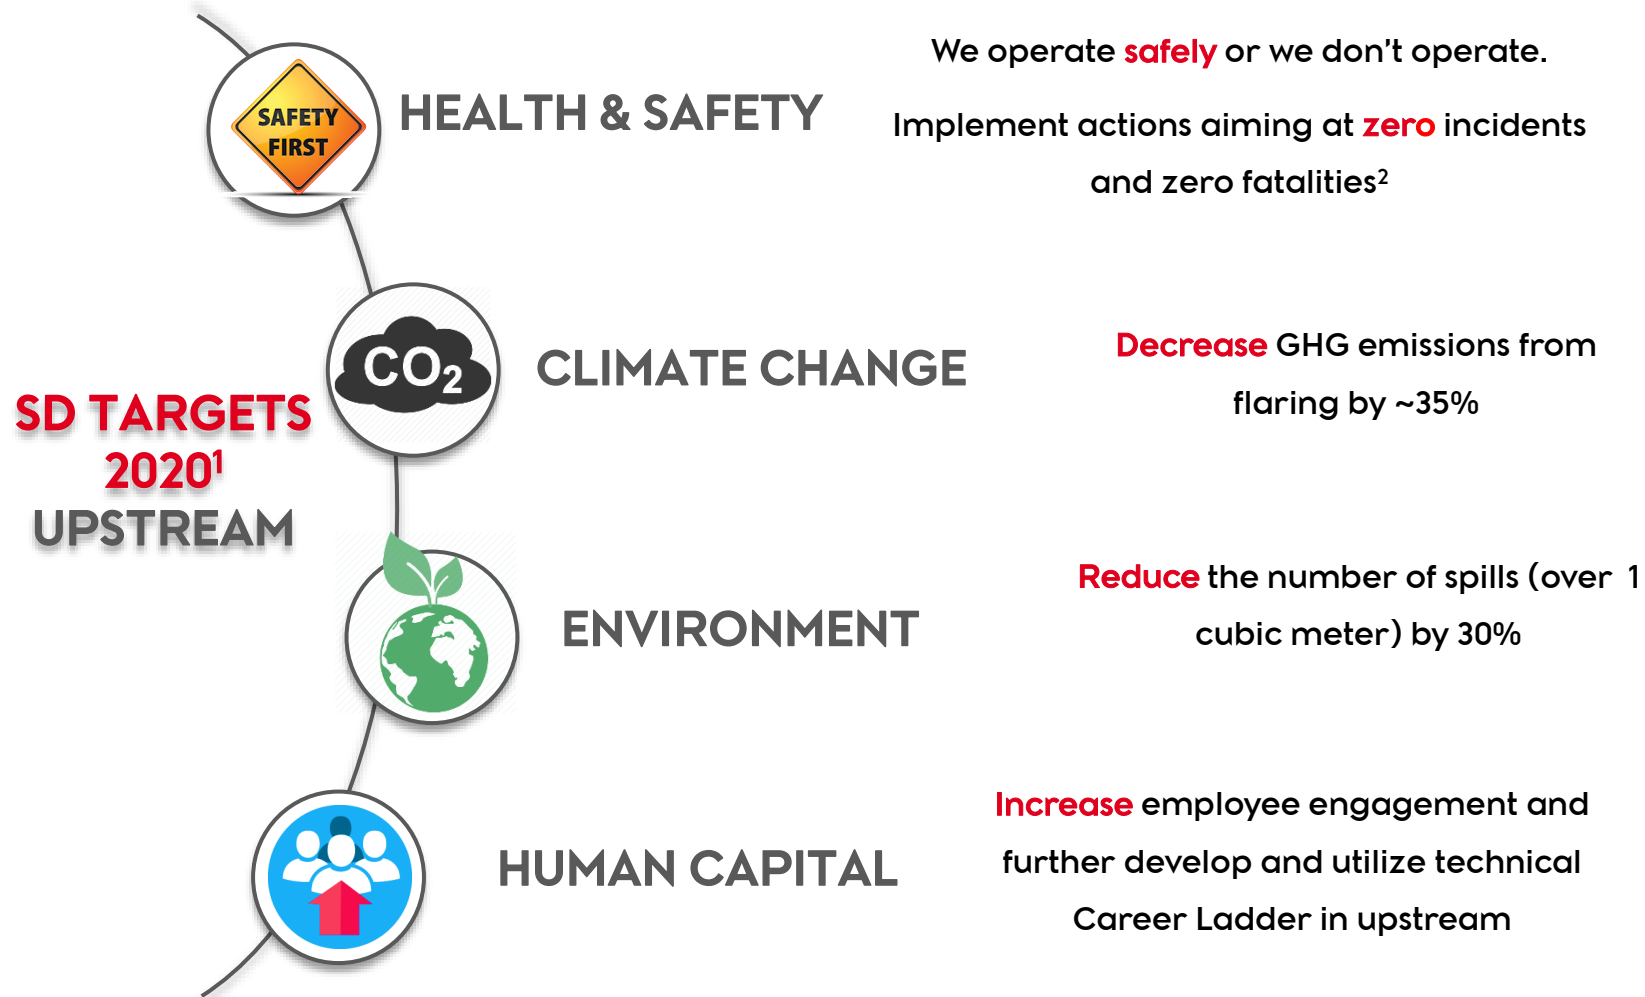 SD TARGETS
2020¹
UPSTREAM
SAFETY
FIRST
HEALTH & SAFETY
We operate safely or we don't operate.
Implement actions aiming at zero incidents
and zero fatalities²
CO₂
CLIMATE CHANGE
Decrease GHG emissions from
flaring by ~35%
ENVIRONMENT
Reduce the number of spills (over 1
cubic meter) by 30%
HUMAN CAPITAL
Increase employee engagement and
further develop and utilize technical
Career Ladder in upstream